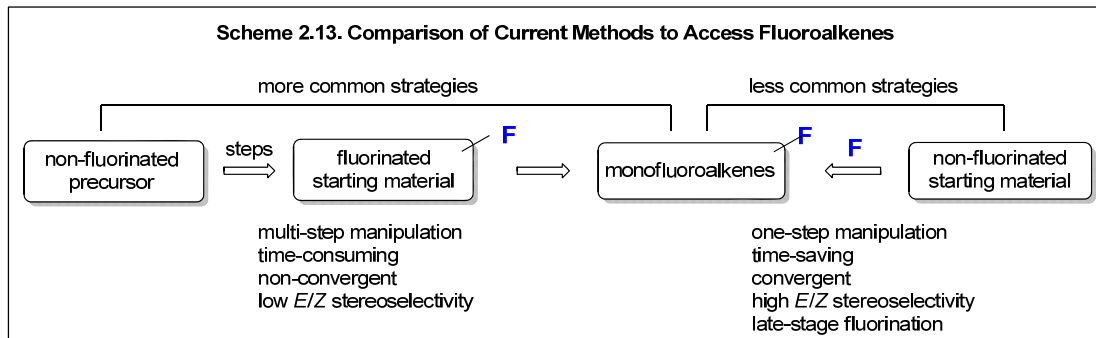 Scheme 2.13. Comparison of Current Methods to Access Fluoroalkenes
more common strategies
less common strategies
non-fluorinated
precursor
steps
fluorinated
starting material
F
monofluoroalkenes
F
F
non-fluorinated
starting material
multi-step manipulation
time-consuming
non-convergent
low E/Z stereoselectivity
one-step manipulation
time-saving
convergent
high E/Z stereoselectivity
late-stage fluorination